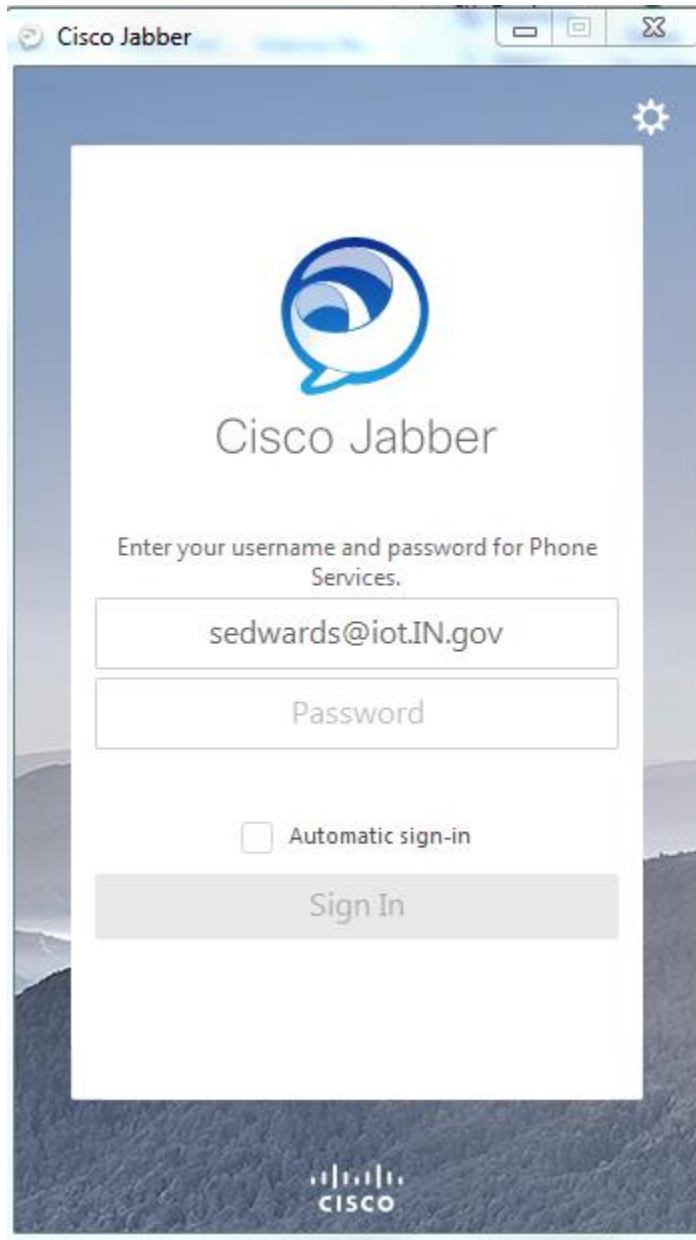 Cisco Jabber
Cisco Jabber
Enter your username and password for Phone
Services.
sedwards@iot.IN.gov
Password
Automatic sign-in
Sign In
CISCO